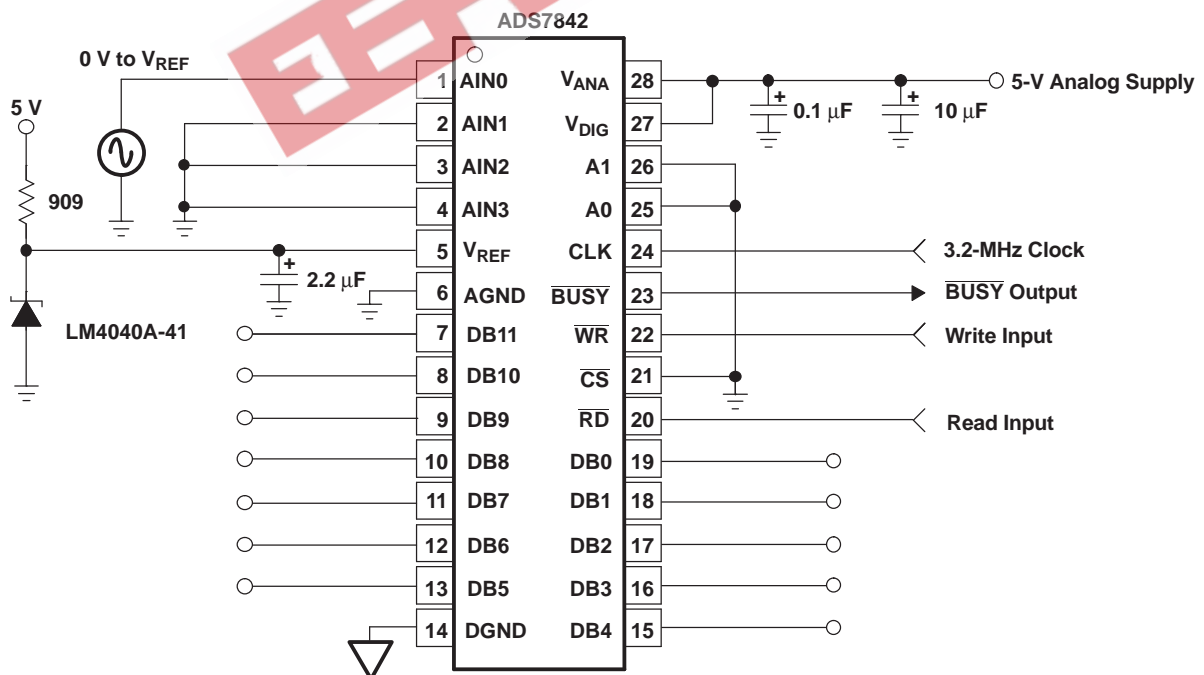 ADS7842
0 V to VREF
5 V
909
LM4040A-41
2.2 μF
+
1 AIN0
2 AIN1
3 AIN2
4 AIN3
5 VREF
6 AGND
7 DB11
8 DB10
9 DB9
10 DB8
11 DB7
12 DB6
13 DB5
14 DGND
VANA 28
VDIG 27
A1 26
A0 25
CLK 24
BUSY 23
WR 22
CS 21
RD 20
DB0 19
DB1 18
DB2 17
DB3 16
DB4 15
+
0.1 μF
+
10 μF
5-V Analog Supply
3.2-MHz Clock
BUSY Output
Write Input
Read Input